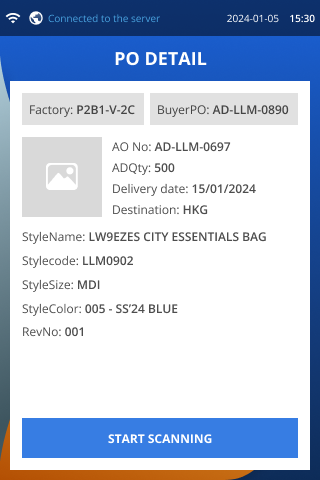 Connected to the server 2024-01-05 15:30
PO DETAIL
Factory: P2B1-V-2C BuyerPO: AD-LLM-0890
AO No: AD-LLM-0697
ADQty: 500
Delivery date: 15/01/2024
Destination: HKG
StyleName: LW9EZES CITY ESSENTIALS BAG
Stylecode: LLM0902
StyleSize: MDI
StyleColor: 005 - SS'24 BLUE
RevNo: 001
START SCANNING